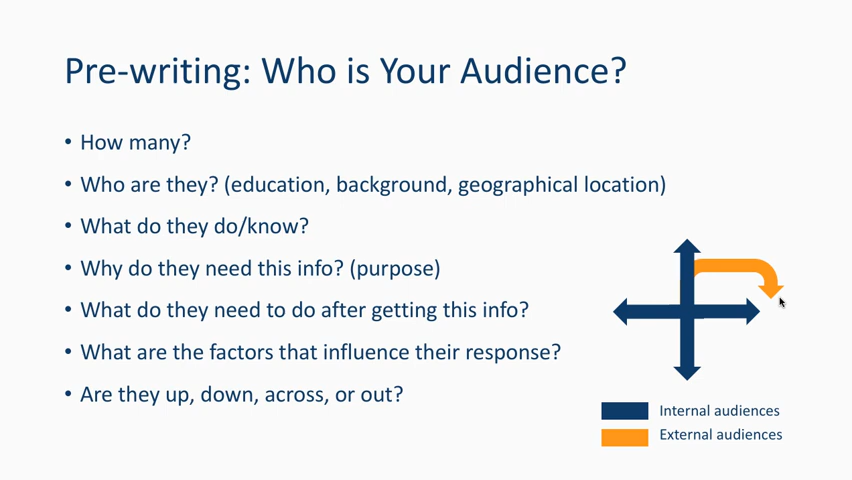 Pre-writing: Who is Your Audience?
• How many?
• Who are they? (education, background, geographical location)
• What do they do/know?
• Why do they need this info? (purpose)
• What do they need to do after getting this info?
• What are the factors that influence their response?
• Are they up, down, across, or out?
Internal audiences
External audiences